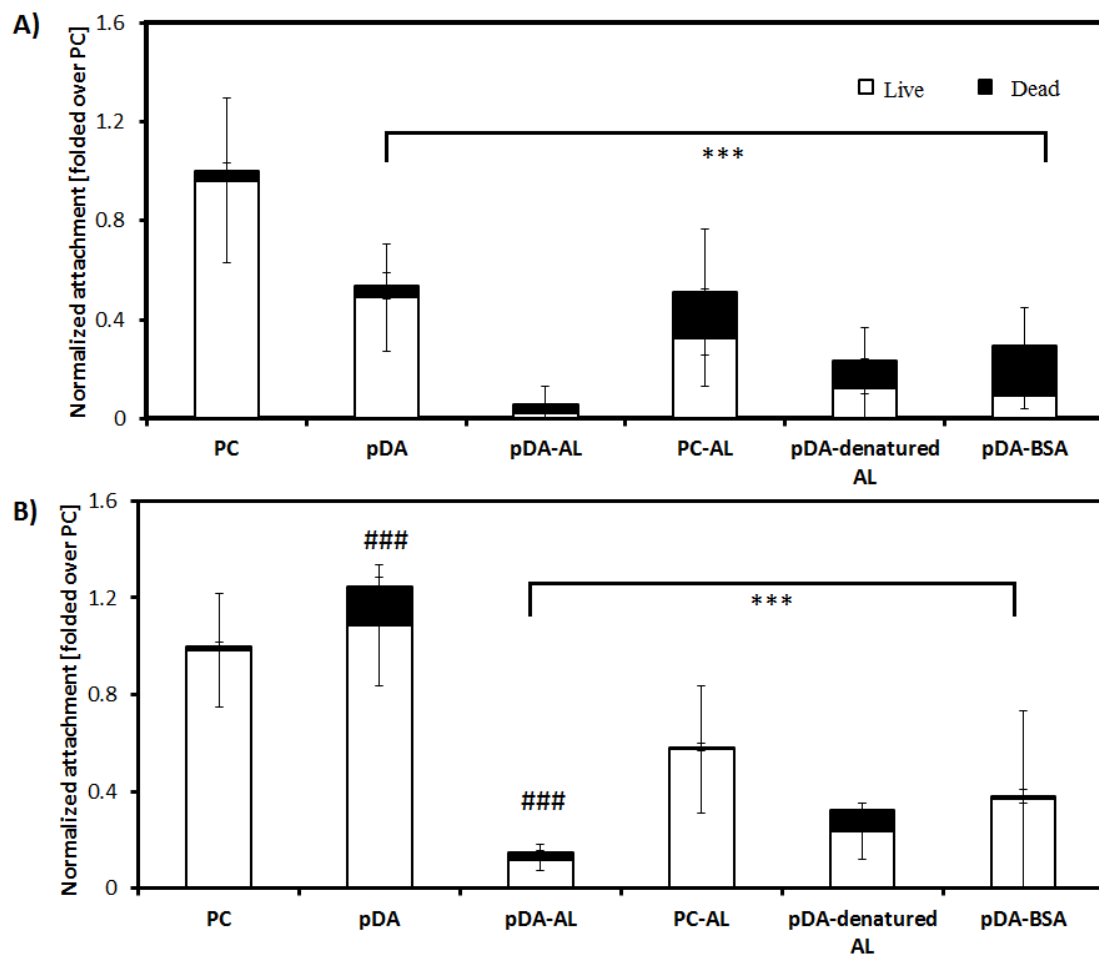 A)
Normalized attachment [folded over PC]
1.6
1.2
0.8
0.4
0
Live
Dead
***
PC
pDA
pDA-AL
PC-AL
pDA-denatured
AL
pDA-BSA
B)
Normalized attachment [folded over PC]
1.6
1.2
0.8
0.4
0
###
***
###
PC
pDA
pDA-AL
PC-AL
pDA-denatured
AL
pDA-BSA